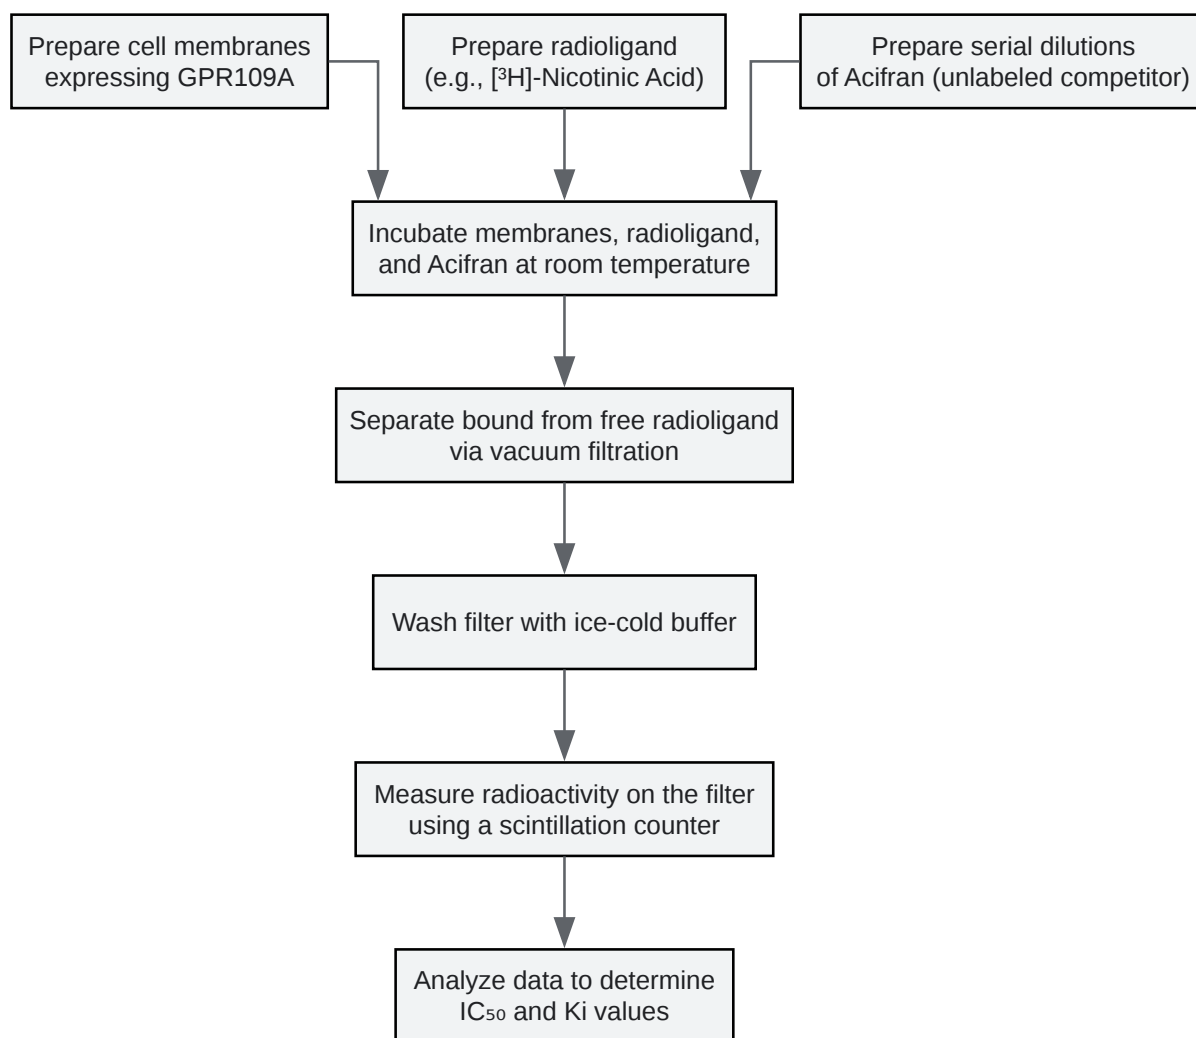 Prepare cell membranes
expressing GPR109A
Prepare radioligand
(e.g., [³H]-Nicotinic Acid)
Prepare serial dilutions
of Acifran (unlabeled competitor)
Incubate membranes, radioligand,
and Acifran at room temperature
Separate bound from free radioligand
via vacuum filtration
Wash filter with ice-cold buffer
Measure radioactivity on the filter
using a scintillation counter
Analyze data to determine
IC₅₀ and Ki values